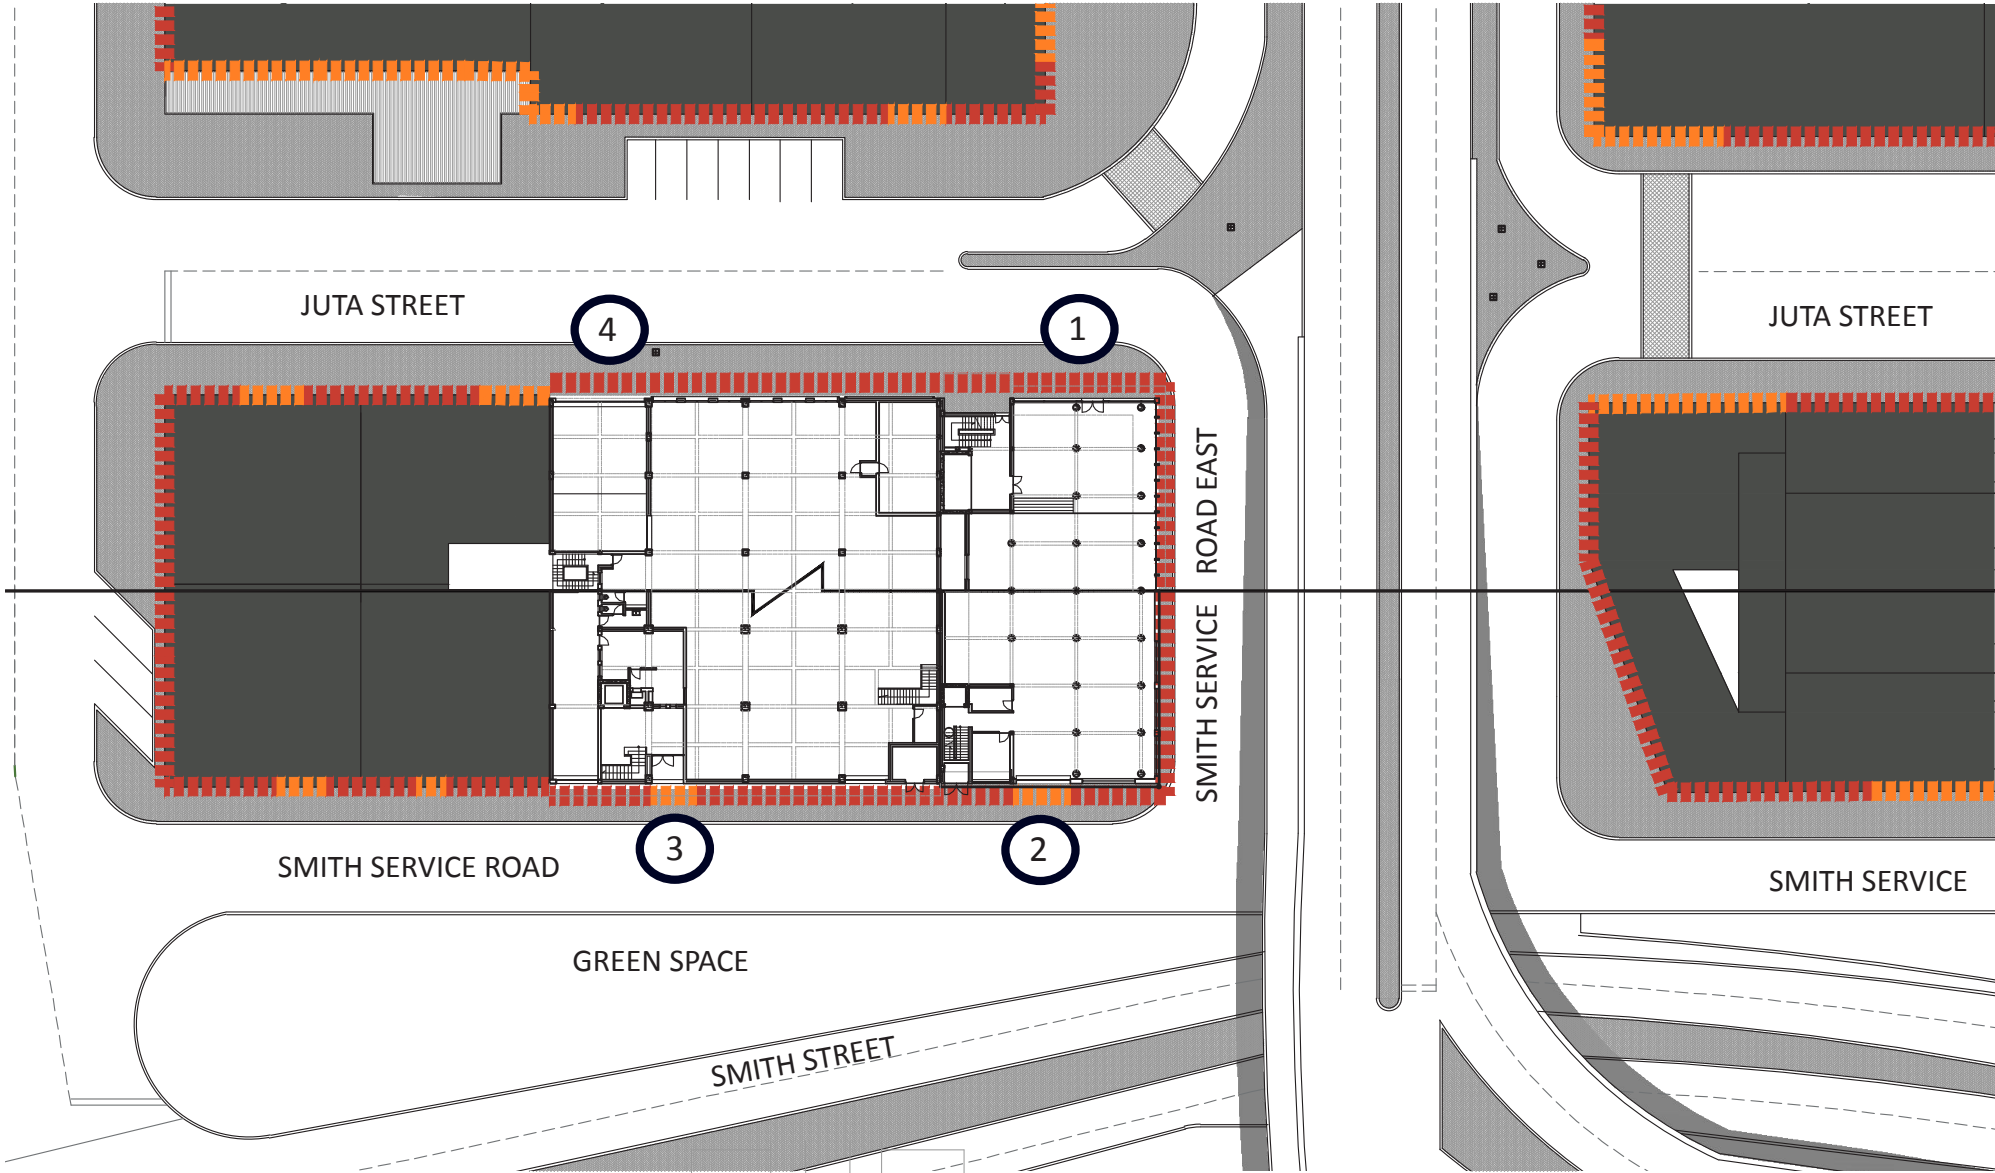 JUTA STREET
4
1
JUTA STREET
SMITH SERVICE ROAD EAST
3
2
SMITH SERVICE ROAD
SMITH SERVICE
GREEN SPACE
SMITH STREET